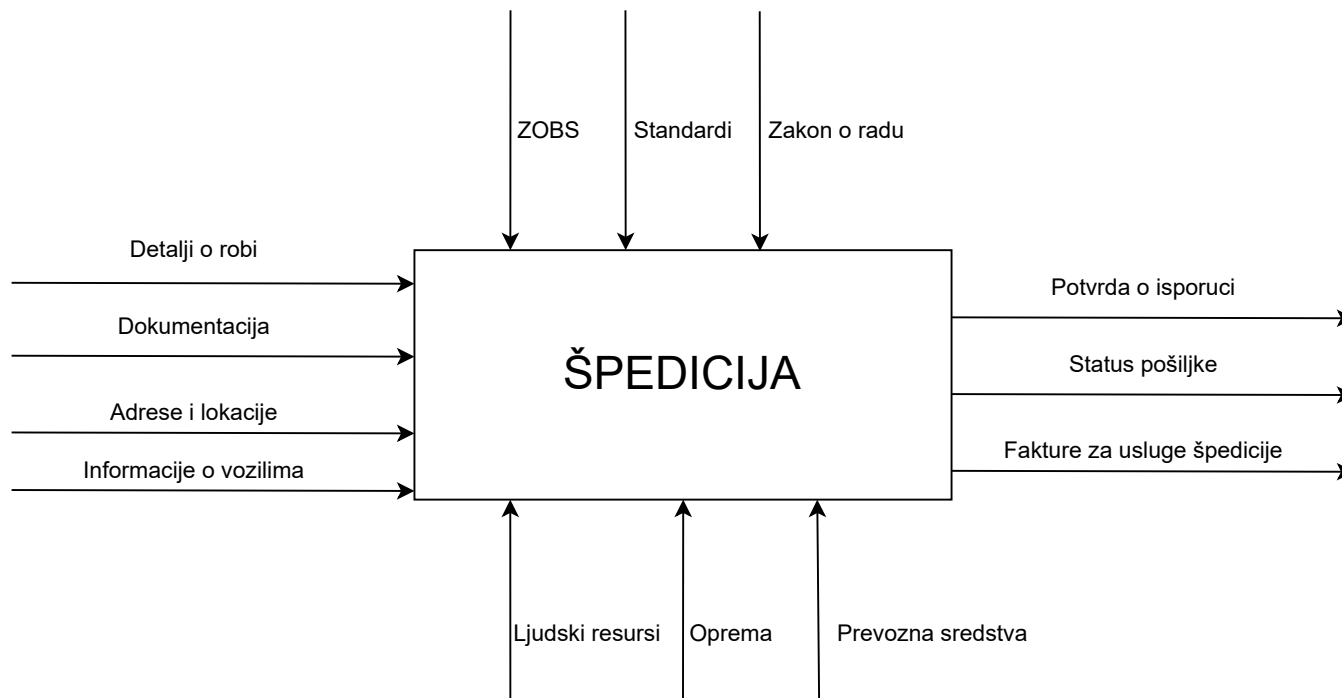 ZOBS
Standardi
Zakon o radu
Detalji o robi
Dokumentacija
Adrese i lokacije
Informacije o vozilima
ŠPEDICIJA
Potvrda o isporuci
Status pošiljke
Fakture za usluge špedicije
Ljudski resursi
Oprema
Prevozna sredstva